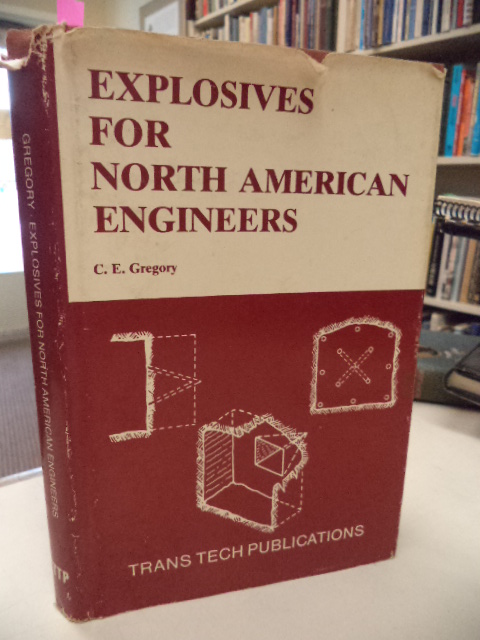 EXPLOSIVES
FOR
NORTH AMERICAN
ENGINEERS
C. E. Gregory
TRANS TECH PUBLICATIONS
GREGORY · EXPLOSIVES FOR NORTH AMERICAN ENGINEERS
TTP